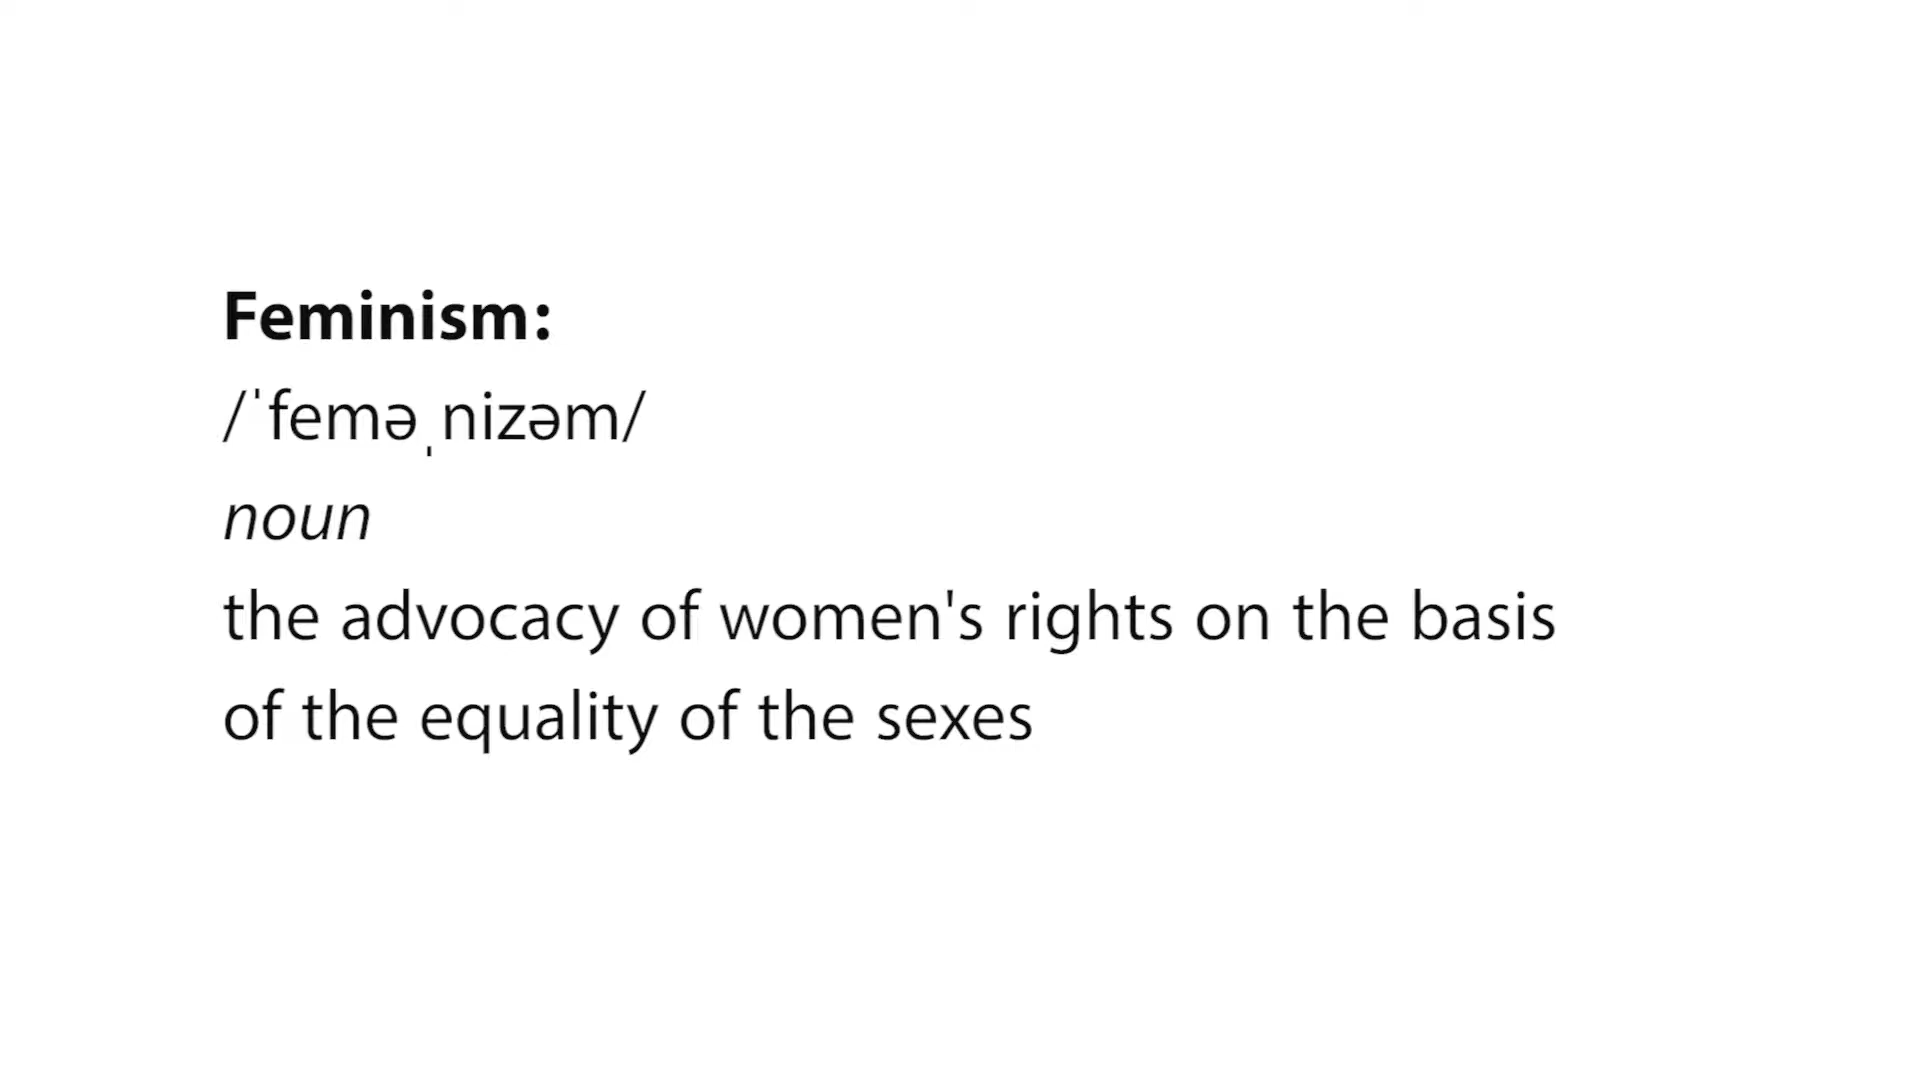 Feminism:
/ˈfeməˌnizəm/
noun
the advocacy of women's rights on the basis
of the equality of the sexes